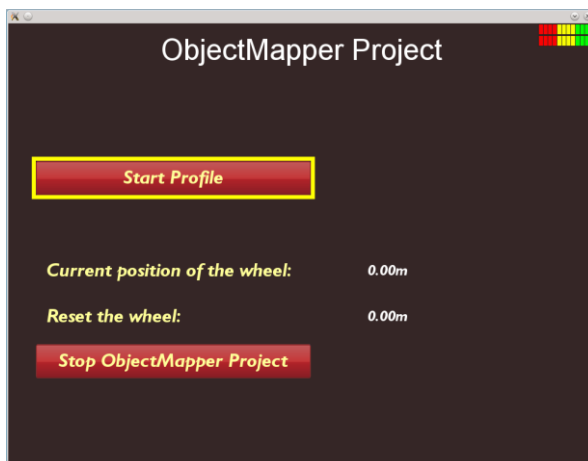 ObjectMapper Project
Start Profile
Current position of the wheel: 0.00m
Reset the wheel: 0.00m
Stop ObjectMapper Project